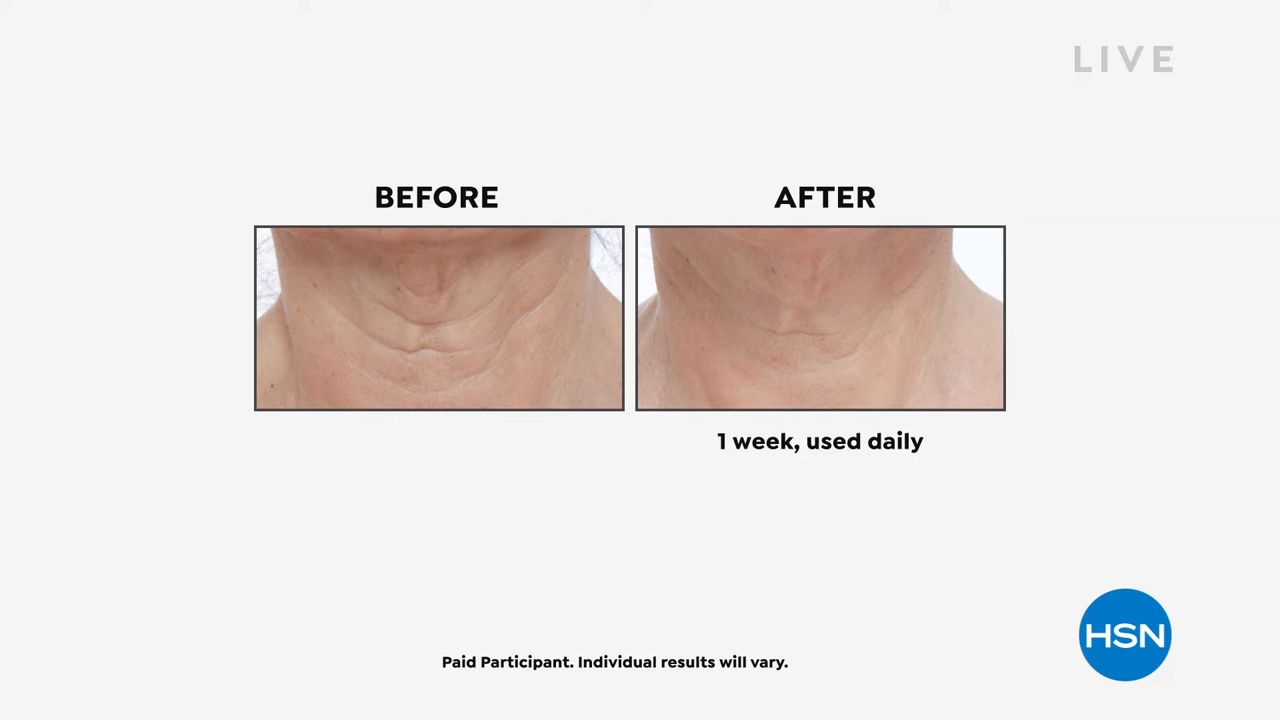 LIVE
BEFORE
AFTER
1 week, used daily
HSN
Paid Participant. Individual results will vary.